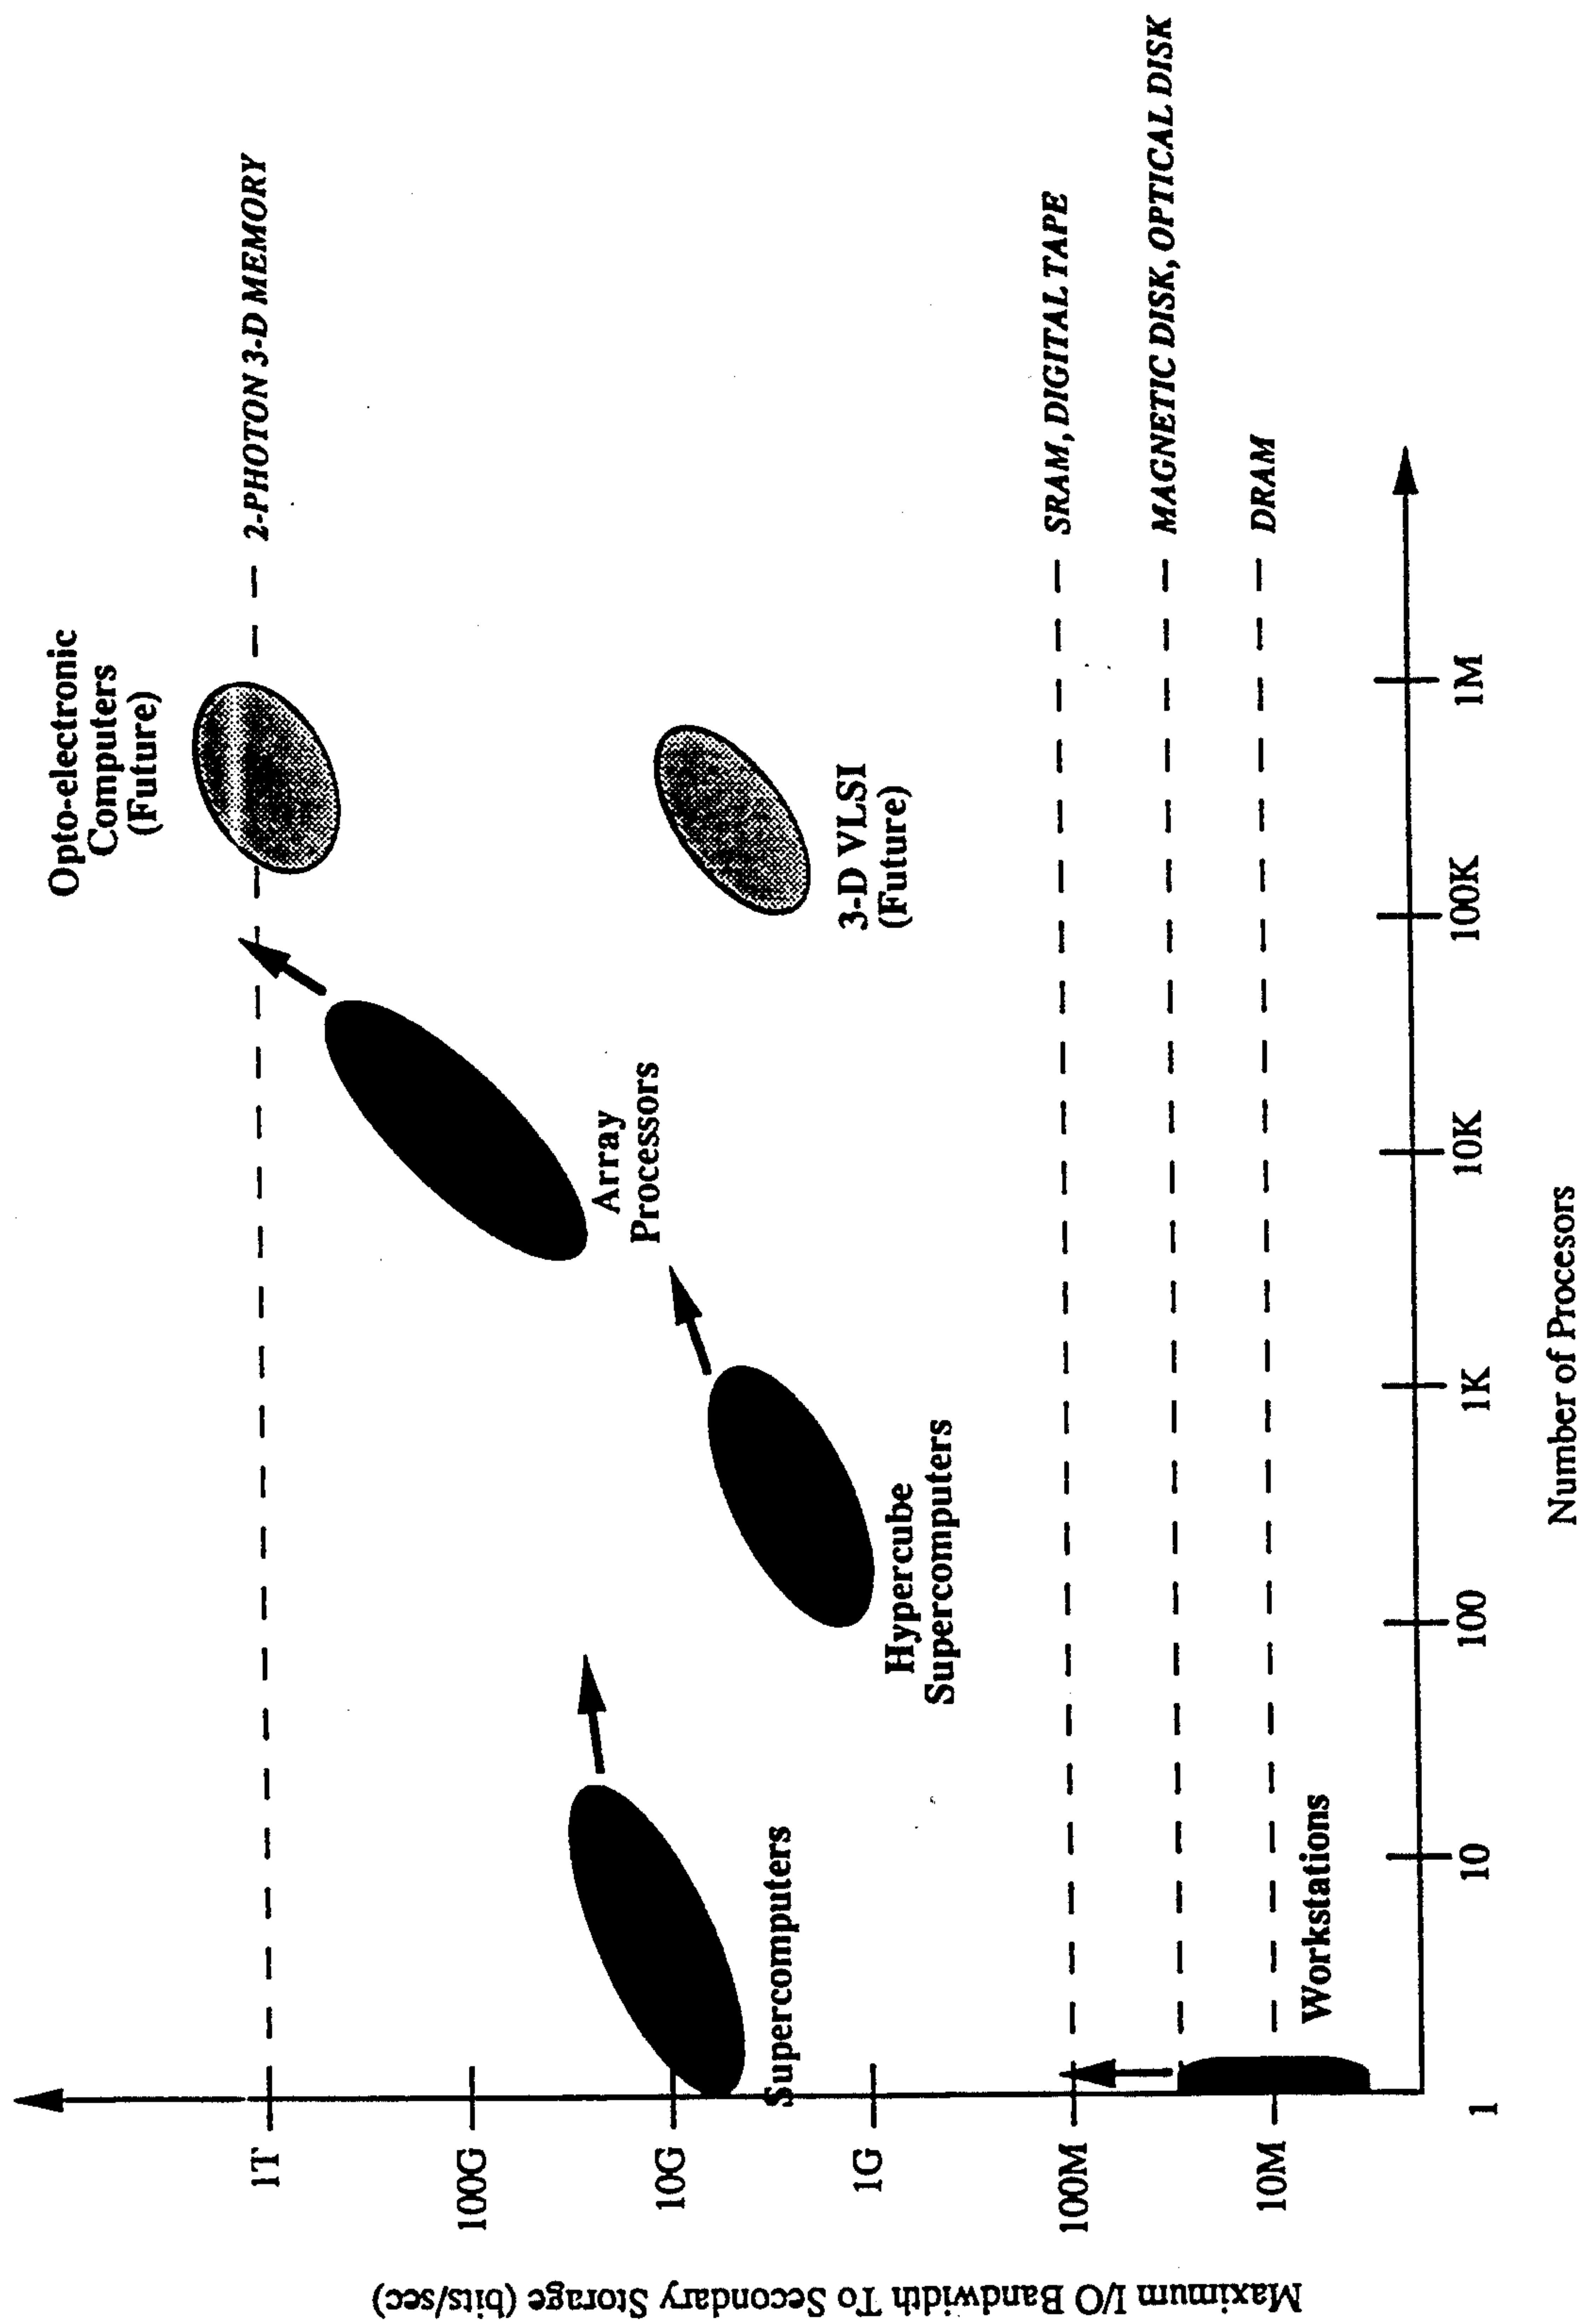 Maximum I/O Bandwidth To Secondary Storage (bits/sec)
1T
100G
10G
1G
100M
10M
2-PHOTON 3-D MEMORY
SRAM, DIGITAL TAPE
MAGNETIC DISK, OPTICAL DISK
DRAM
Opto-electronic
Computers
(Future)
3-D VLSI
(Future)
Array
Processors
Hypercube
Supercomputers
Supercomputers
Workstations
1
10
100
1K
10K
100K
1M
Number of Procesors